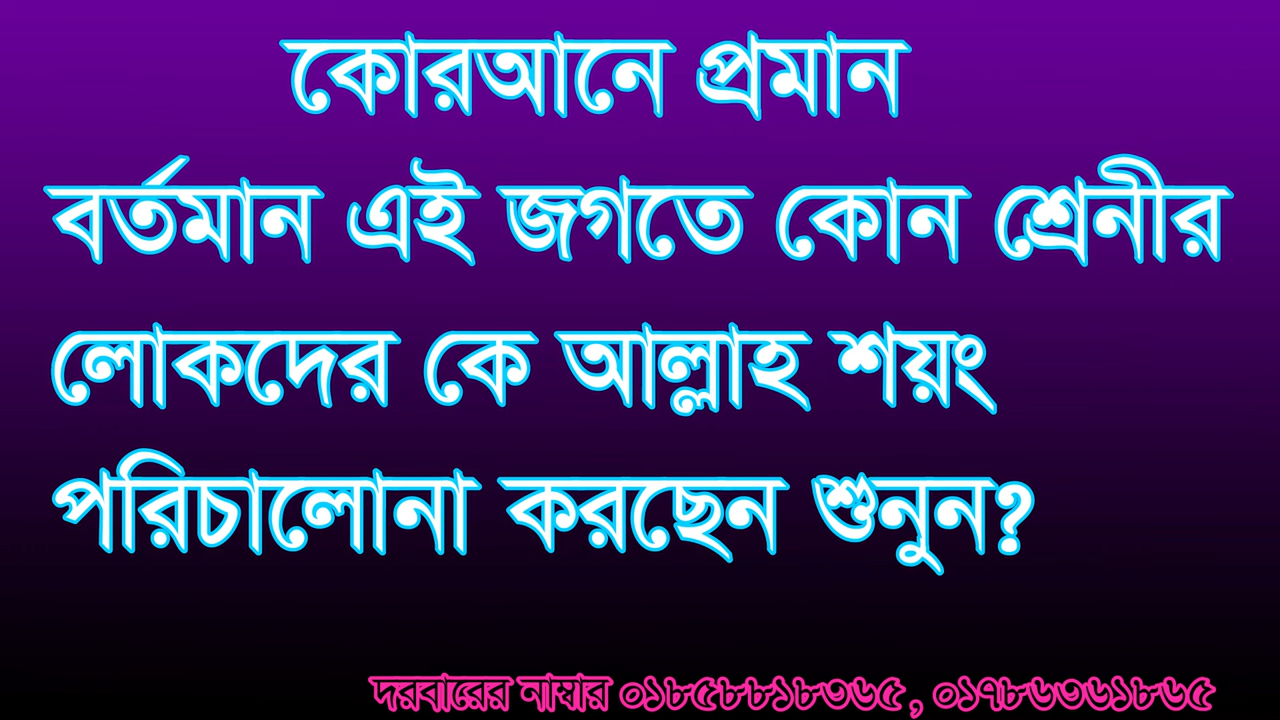 কোরআনে প্রমান
বর্তমান এই জগতে কোন শ্রেনীর
লোকদের কে আল্লাহ শয়ং
পরিচালোনা করছেন শুনুন?
দরবারের নাম্বার ০১৮৫৮৮১৮৩৬৫, ০১৭৮৬৩৬১৮৬৫